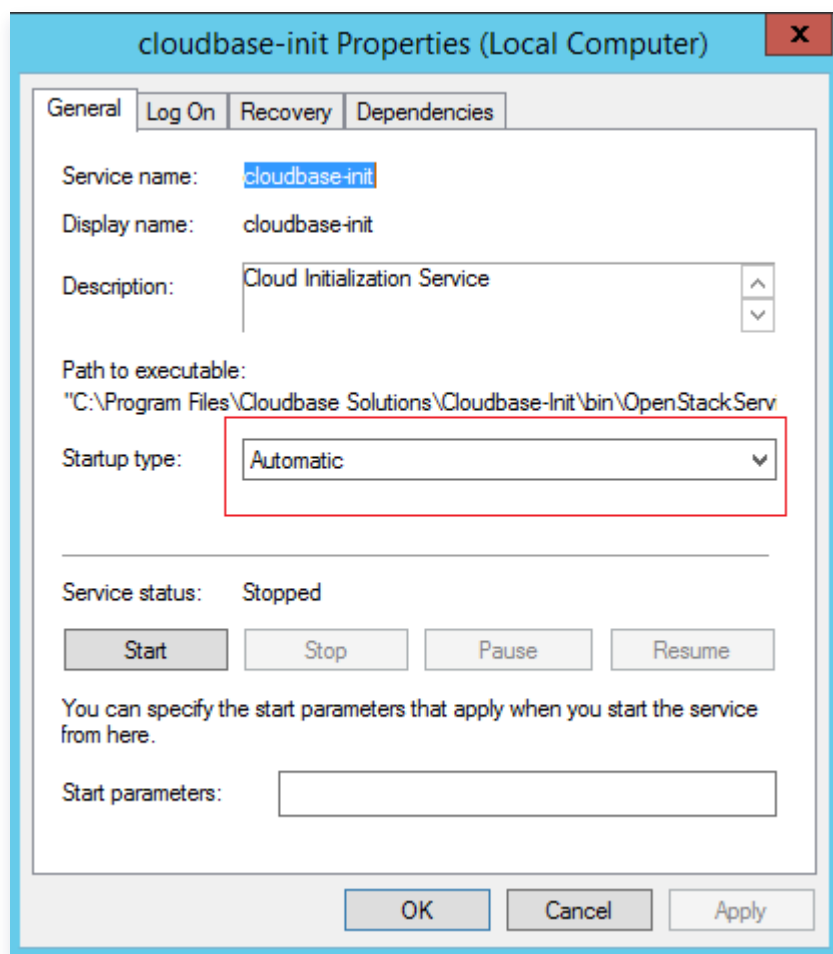 cloudbase-init Properties (Local Computer)
x
General Log On Recovery Dependencies
Service name: cloudbase-init
Display name: cloudbase-init
Description: Cloud Initialization Service
Path to executable:
"C:\Program Files\Cloudbase Solutions\Cloudbase-Init\bin\OpenStackServi
Startup type: Automatic
Service status: Stopped
Start Stop Pause Resume
You can specify the start parameters that apply when you start the service
from here.
Start parameters:
OK Cancel Apply